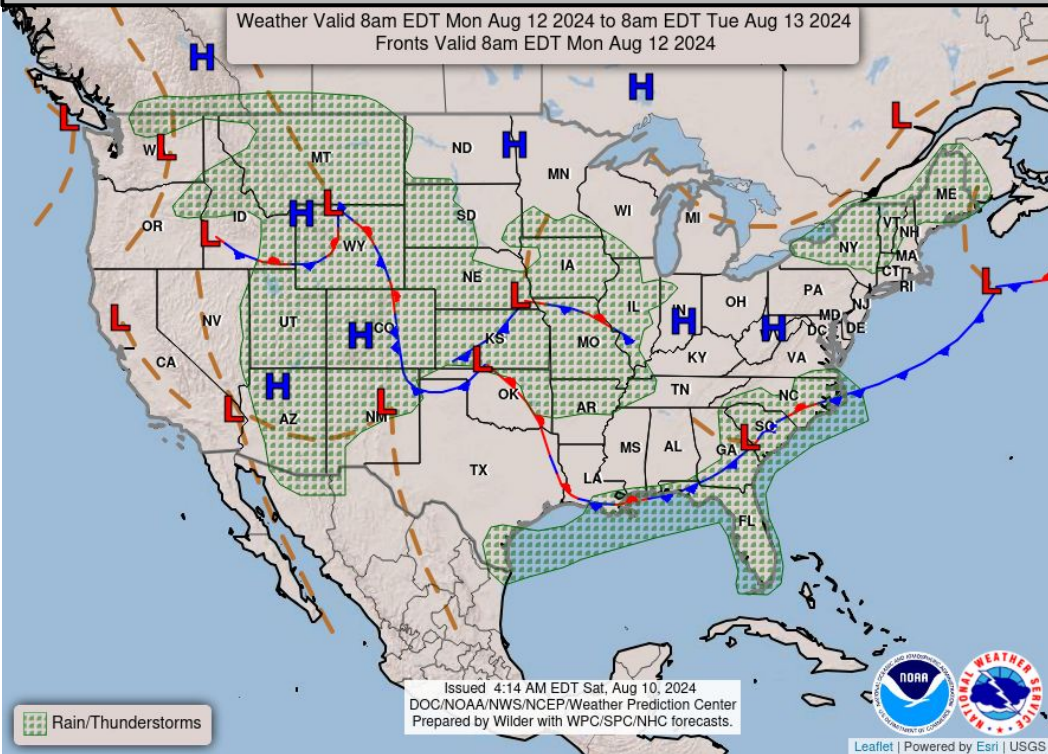 Weather Valid 8am EDT Mon Aug 12 2024 to 8am EDT Tue Aug 13 2024
Fronts Valid 8am EDT Mon Aug 12 2024
H
H
L
L
H
W
L
MT
ND
MN
ME
OR
ID
H
L
WY
SD
WI
MI
VT
NH
NY
MA
CT
RI
L
NE
IA
PA
NJ
OH
IL
IN
L
L
NV
UT
H
CO
KS
MO
H
H
MD
DC
DE
L
CA
KY
VA
L
H
AZ
NM
L
OK
AR
TN
NC
SC
L
L
TX
LA
MS
AL
GA
FL
Rain/Thunderstorms
Issued 4:14 AM EDT Sat, Aug 10, 2024
DOC/NOAA/NWS/NCEP/Weather Prediction Center
Prepared by Wilder with WPC/SPC/NHC forecasts.
NOAA
NATIONAL WEATHER SERVICE
Leaflet | Powered by Esri | USGS